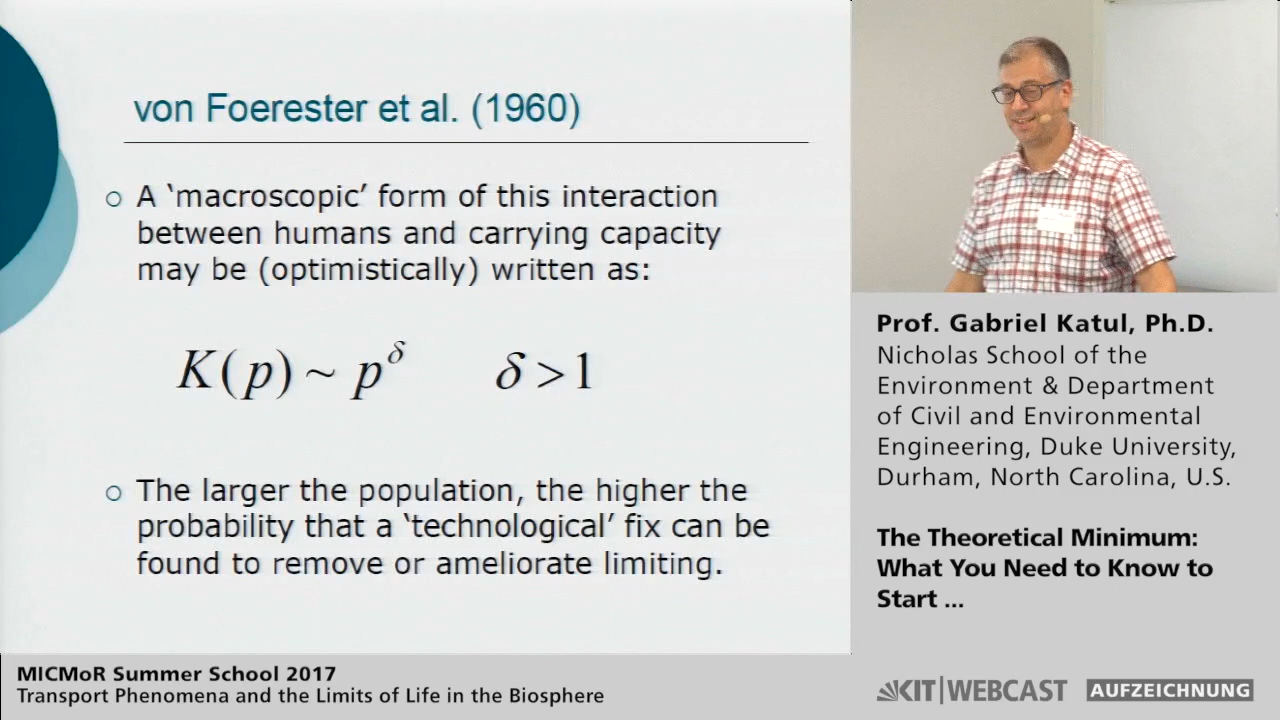 von Foerester et al. (1960)
A ‘macroscopic’ form of this interaction
between humans and carrying capacity
may be (optimistically) written as:
K(p) ~ p^δ δ > 1
The larger the population, the higher the
probability that a ‘technological’ fix can be
found to remove or ameliorate limiting.
Prof. Gabriel Katul, Ph.D.
Nicholas School of the
Environment & Department
of Civil and Environmental
Engineering, Duke University,
Durham, North Carolina, U.S.
The Theoretical Minimum:
What You Need to Know to
Start ...
MICMoR Summer School 2017
Transport Phenomena and the Limits of Life in the Biosphere
KIT|WEBCAST AUFZEICHNUNG